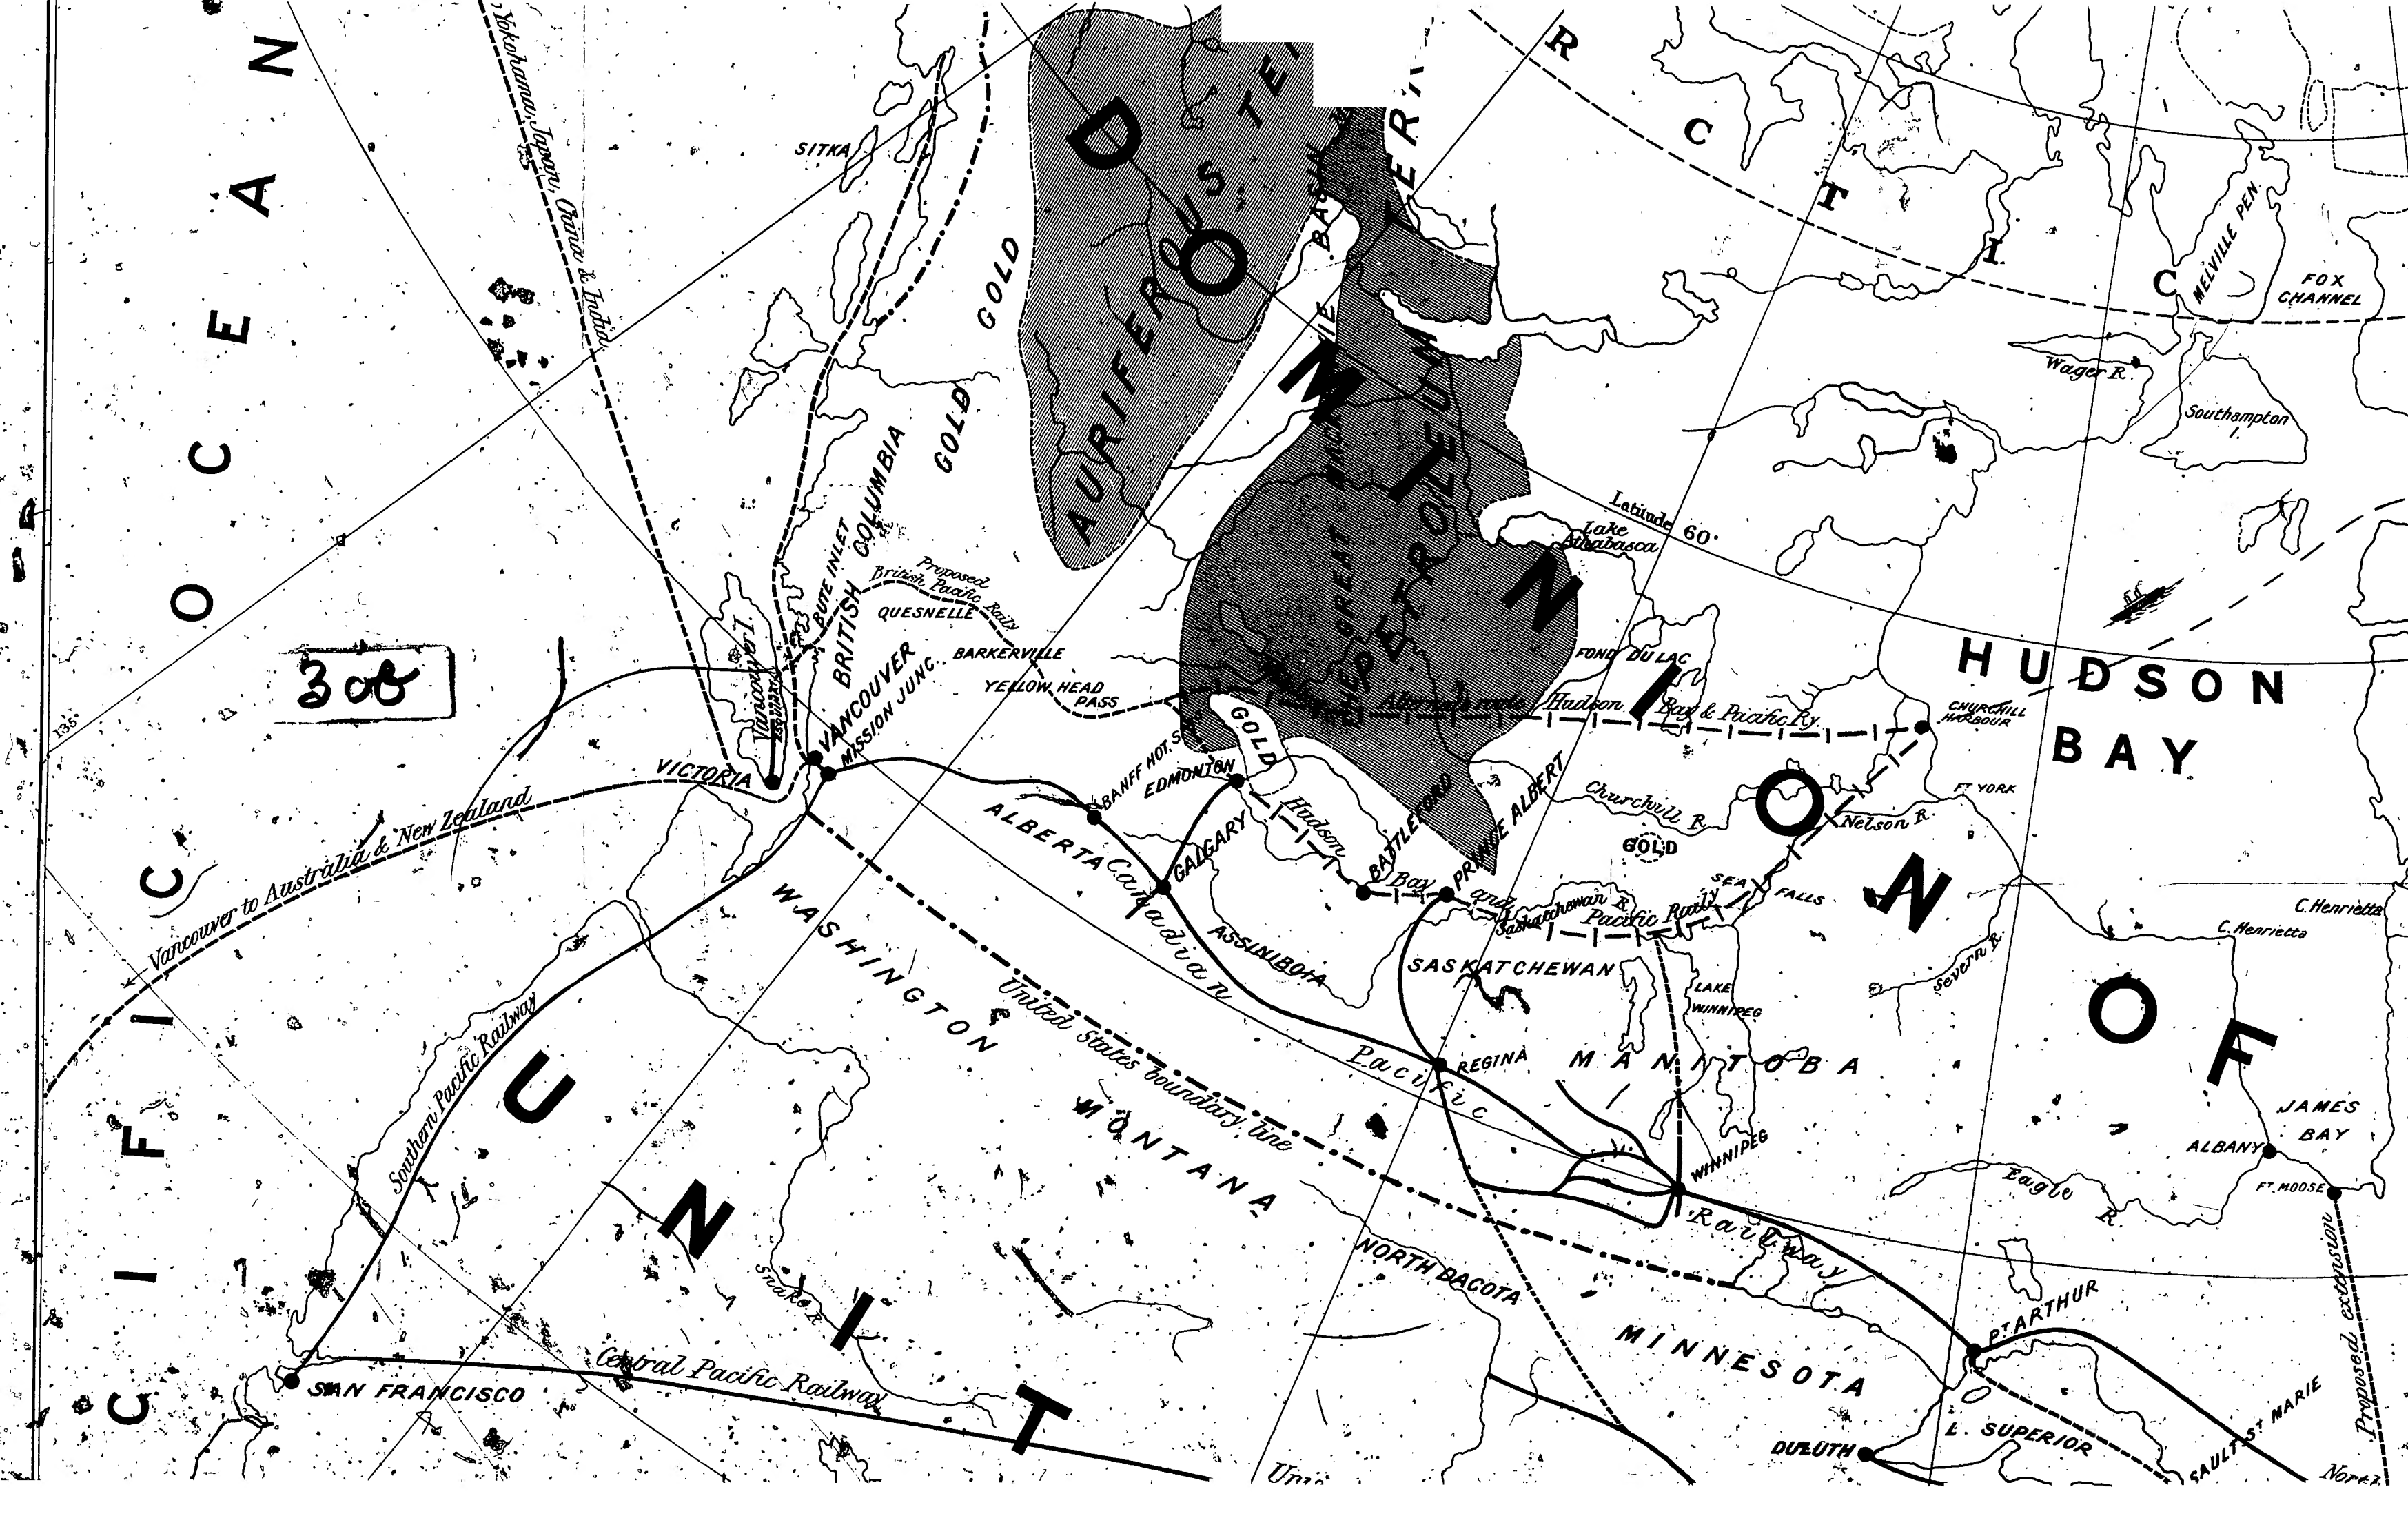 PACIFIC OCEAN
Yokohama, Japan, China & India
SITKA
GOLD
GOLD
AURIFEROUS
DOMINION OF
BASIN
GREAT
PETROLEUM
ARCTIC
MELVILLE PEN.
FOX
CHANNEL
Wager R.
Southampton
I.
Latitude 60°
Lake
Athabasca
135°
306
BRITISH COLUMBIA
BUTE INLET
Proposed
British Pacific Raily
QUESNELLE
BARKERVILLE
YELLOW HEAD
PASS
Vancouver
VANCOUVER
MISSION JUNC.
VICTORIA
Vancouver to Australia & New Zealand
BANFF HOT. S
EDMONTON
GOLD
FOND DU LAC
Alternate route Hudson Bay & Pacific Ry.
CHURCHILL
HARBOUR
HUDSON
BAY
Churchill R.
GOLD
Nelson R.
FT YORK
SEA FALLS
Hudson Bay and Pacific Raily
BATTLEFORD
PRINCE ALBERT
Saskatchewan R.
ALBERTA
CALGARY
ASSINIBOIA
SASKATCHEWAN
LAKE
WINNIPEG
Severn R.
C. Henrietta
C. Henrietta
WASHINGTON
United States boundary line
Canadian Pacific Railway
REGINA
MANITOBA
WINNIPEG
JAMES
BAY
ALBANY
FT. MOOSE
Eagle R.
Southern Pacific Railway
UNIT
MONTANA
Snake R.
NORTH DACOTA
MINNESOTA
PT ARTHUR
Proposed extension
Central Pacific Railway
SAN FRANCISCO
DULUTH
L. SUPERIOR
SAULT ST MARIE